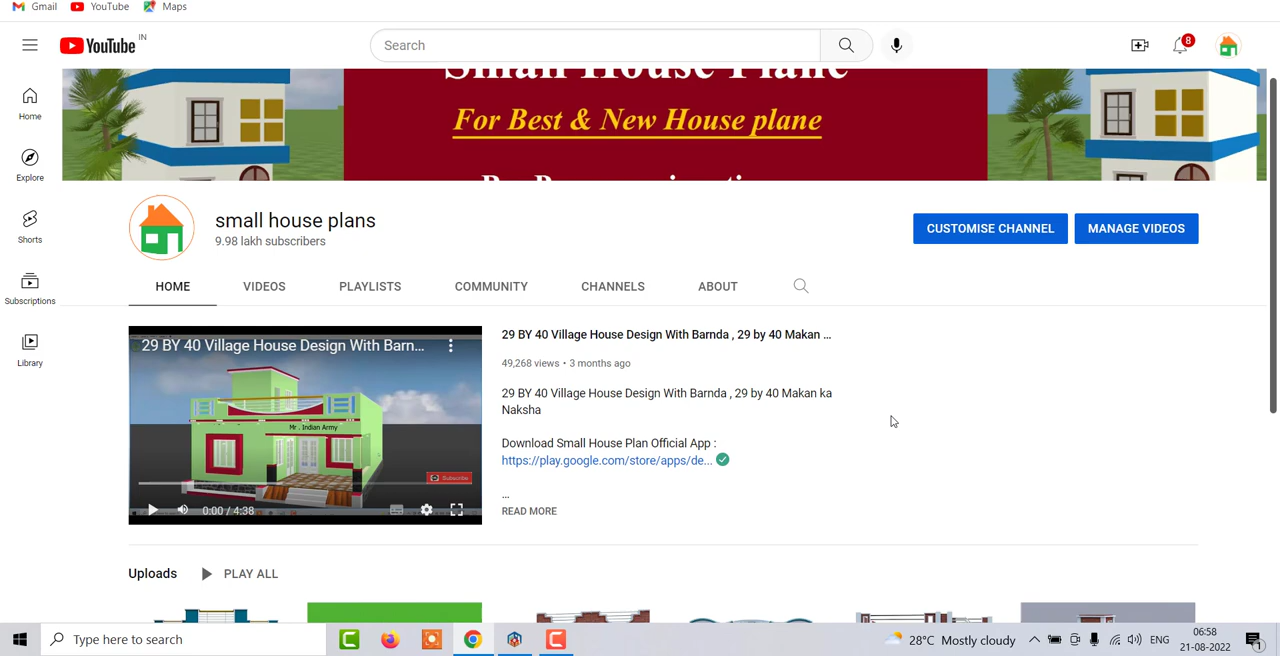 Gmail YouTube Maps
YouTube IN
Search
8
Small House Plane
For Best & New House plane
Home
Explore
Shorts
Subscriptions
Library
small house plans
9.98 lakh subscribers
CUSTOMISE CHANNEL
MANAGE VIDEOS
HOME VIDEOS PLAYLISTS COMMUNITY CHANNELS ABOUT
29 BY 40 Village House Design With Barn...
Mr . Indian Army
Subscribe
0:00 / 4:38
29 BY 40 Village House Design With Barnda , 29 by 40 Makan ...
49,268 views • 3 months ago
29 BY 40 Village House Design With Barnda , 29 by 40 Makan ka
Naksha
Download Small House Plan Official App :
https://play.google.com/store/apps/de...
...
READ MORE
Uploads PLAY ALL
Type here to search
28°C Mostly cloudy
ENG
06:58
21-08-2022
1